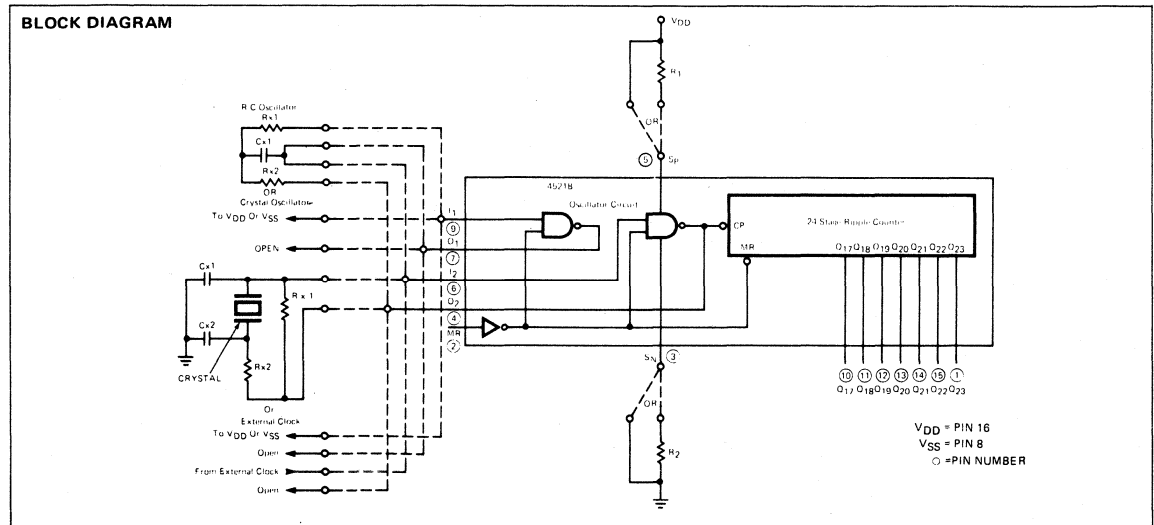 BLOCK DIAGRAM
VDD
R1
OR
5 SP
R C Oscillator
Rx1
Cx1
Rx2
OR
Crystal Oscillator
To VDD Or VSS
OPEN
Cx1
Rx1
Cx2
Rx2
CRYSTAL
Or
External Clock
To VDD Or VSS
Open
From External Clock
Open
4521B
Oscillator Circuit
I1
9
O1
7
I2
6
O2
4
MR
2
24 Stage Ripple Counter
CP
MR
Q17 Q18 Q19 Q20 Q21 Q22 Q23
10 11 12 13 14 15 1
Q17 Q18 Q19 Q20 Q21 Q22 Q23
SN 3
OR
R2
VDD = PIN 16
VSS = PIN 8
○ =PIN NUMBER